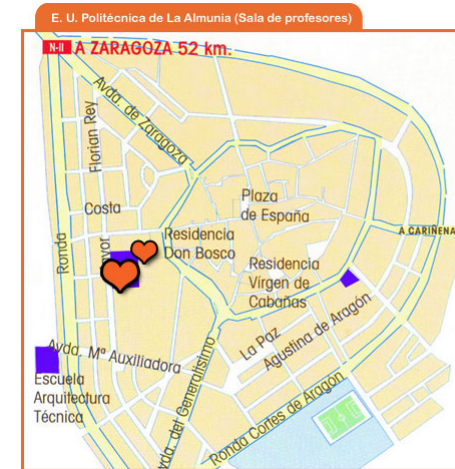 E. U. Politécnica de La Almunia (Sala de profesores)
N-II A ZARAGOZA 52 km.
Avda. de Zaragoza
Florian Rey
Plaza
de España
Costa
A CARIÑENA
Ronda
Residencia
Don Bosco
Residencia
Virgen de
Cabañas
La Paz
Agustina de Aragón
Avda. Mª Auxiliadora
Escuela
Arquitectura
Técnica
Avda. del Generalísimo
Ronda Cortes de Aragón